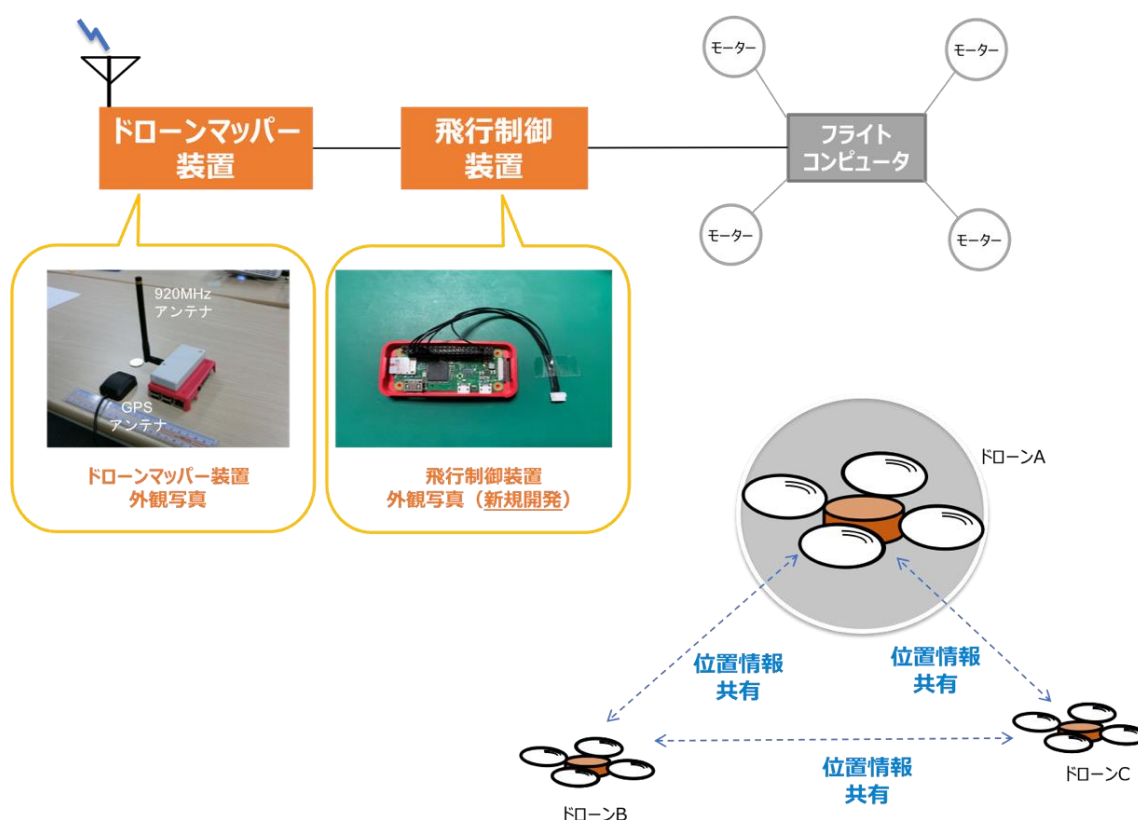 モーター
モーター
ドローンマッパー
装置
飛行制御
装置
フライト
コンピュータ
モーター
モーター
920MHz
アンテナ
GPS
アンテナ
ドローンマッパー装置
外観写真
飛行制御装置
外観写真（新規開発）
ドローンA
位置情報
共有
位置情報
共有
位置情報
共有
ドローンB
ドローンC